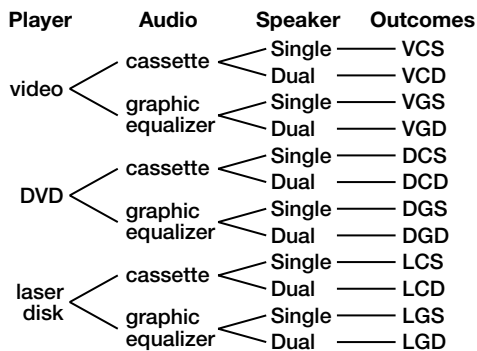 Player Audio Speaker Outcomes
video cassette Single VCS
Dual VCD
graphic equalizer Single VGS
Dual VGD
DVD cassette Single DCS
Dual DCD
graphic equalizer Single DGS
Dual DGD
laser disk cassette Single LCS
Dual LCD
graphic equalizer Single LGS
Dual LGD